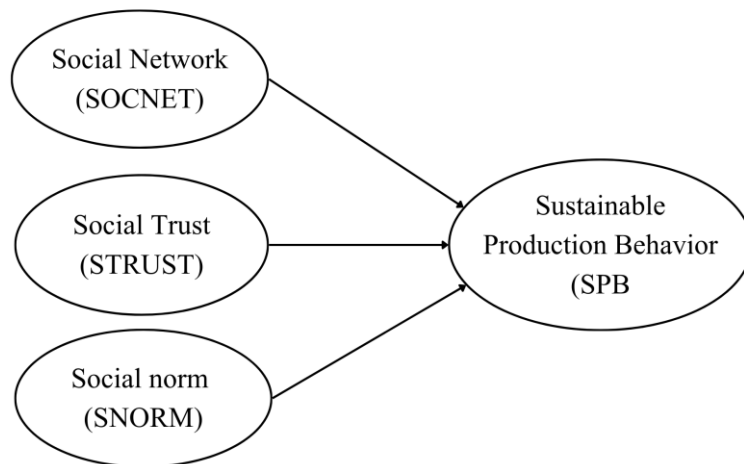 Social Network
(SOCNET)
Social Trust
(STRUST)
Social norm
(SNORM)
Sustainable
Production Behavior
(SPB